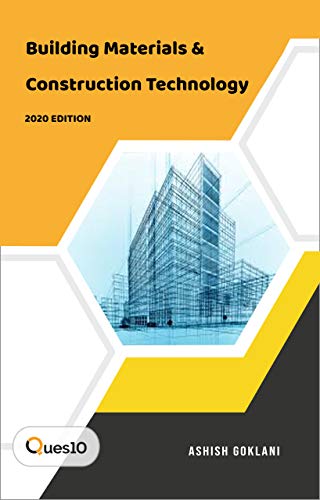 Building Materials &
Construction Technology
2020 EDITION
Ques10
ASHISH GOKLANI